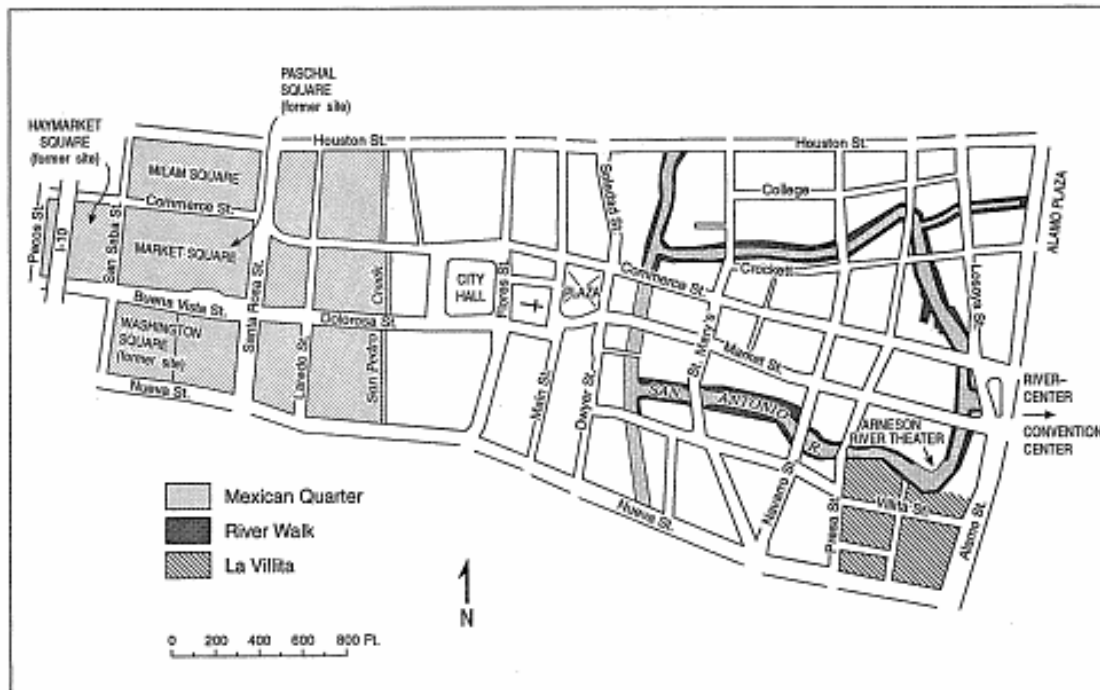 PASCHAL
SQUARE
(former site)
HAYMARKET
SQUARE
(former site)
Houston St.
Houston St.
MILAM SQUARE
Soledad St.
College
Pecos St.
I-10
San Saba St.
Commerce St.
MARKET SQUARE
ALAMO PLAZA
Santa Rosa St.
Creek
CITY
HALL
Flores St.
PLAZA
Commerce St.
Crockett
Losoya St.
Buena Vista St.
Dolorosa St.
WASHINGTON
SQUARE
(former site)
Laredo St.
San Pedro
Main St.
Dwyer St.
St. Mary's
Market St.
Nueva St.
SAN ANTONIO R.
RIVER-
CENTER
CONVENTION
CENTER
ARNESON
RIVER THEATER
Navarro St.
Nueva St.
Presa St.
Villita St.
Alamo St.
Mexican Quarter
River Walk
La Villita
N
0 200 400 600 800 Ft.